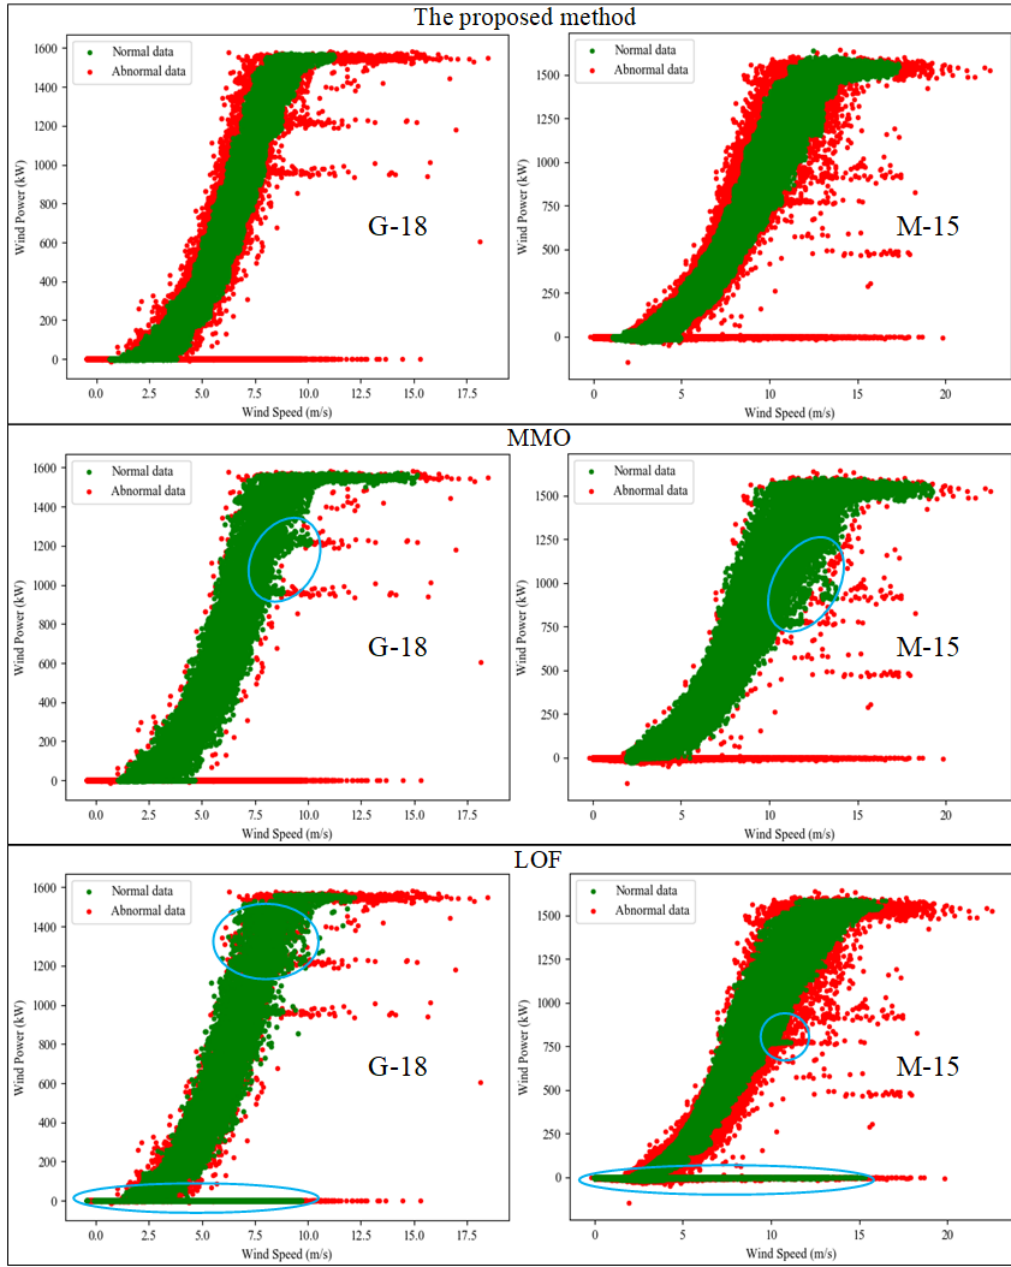 The proposed method
Normal data
Abnormal data
G-18
Wind Power (kW)
1600
1400
1200
1000
800
600
400
200
0
0.0 2.5 5.0 7.5 10.0 12.5 15.0 17.5
Wind Speed (m/s)
Normal data
Abnormal data
M-15
Wind Power (kW)
1500
1250
1000
750
500
250
0
0 5 10 15 20
Wind Speed (m/s)
MMO
Normal data
Abnormal data
G-18
Wind Power (kW)
1600
1400
1200
1000
800
600
400
200
0
0.0 2.5 5.0 7.5 10.0 12.5 15.0 17.5
Wind Speed (m/s)
Normal data
Abnormal data
M-15
Wind Power (kW)
1500
1250
1000
750
500
250
0
0 5 10 15 20
Wind Speed (m/s)
LOF
Normal data
Abnormal data
G-18
Wind Power (kW)
1600
1400
1200
1000
800
600
400
200
0
0.0 2.5 5.0 7.5 10.0 12.5 15.0 17.5
Wind Speed (m/s)
Normal data
Abnormal data
M-15
Wind Power (kW)
1500
1250
1000
750
500
250
0
0 5 10 15 20
Wind Speed (m/s)